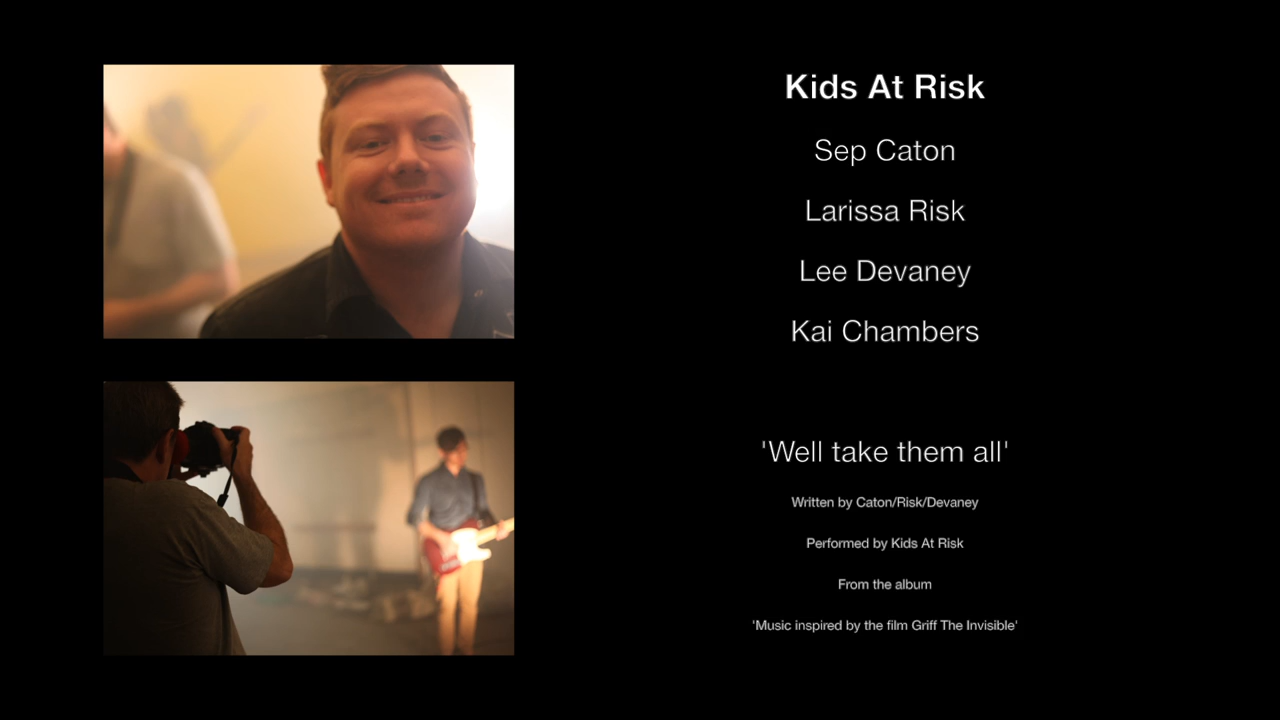 Kids At Risk
Sep Caton
Larissa Risk
Lee Devaney
Kai Chambers
'Well take them all'
Written by Caton/Risk/Devaney
Performed by Kids At Risk
From the album
'Music inspired by the film Griff The Invisible'